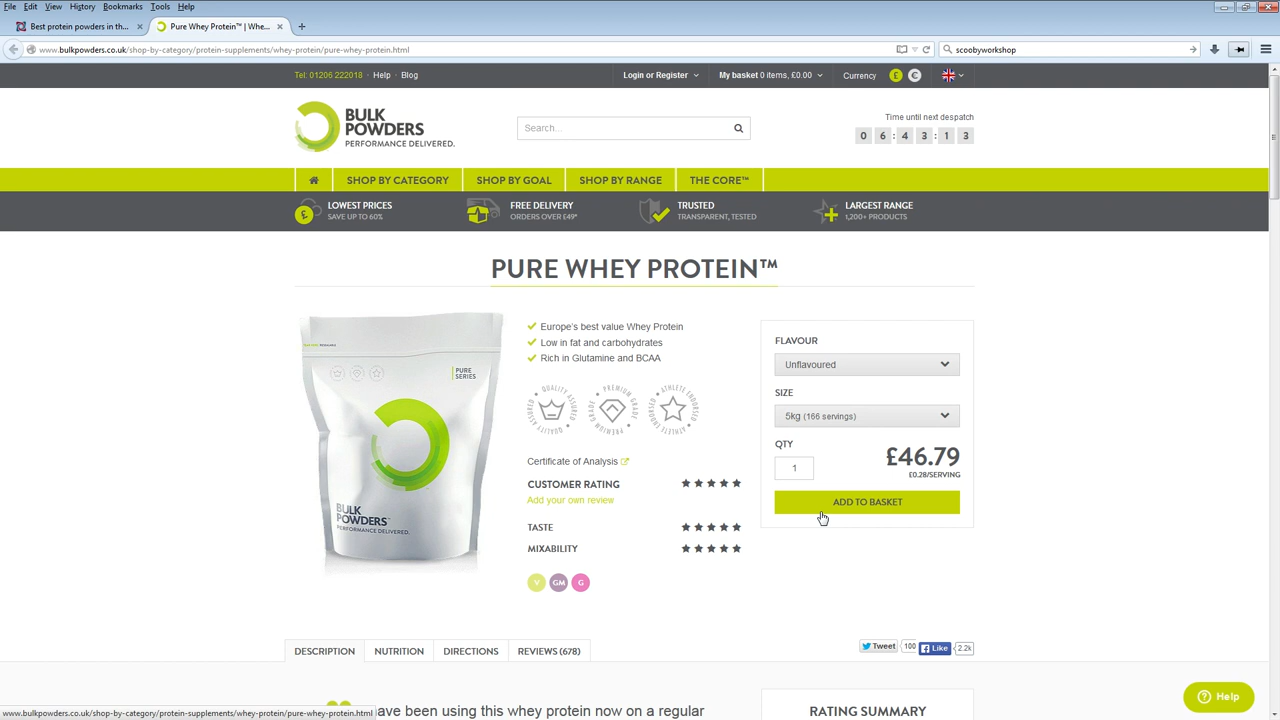 File Edit View History Bookmarks Tools Help
Best protein powders in th... × Pure Whey Protein™ | Whe... × +
www.bulkpowders.co.uk/shop-by-category/protein-supplements/whey-protein/pure-whey-protein.html
scoobyworkshop
Tel: 01206 222018 · Help · Blog
Login or Register
My basket 0 items, £0.00
Currency £ €
BULK
POWDERS
PERFORMANCE DELIVERED.
Search...
Time until next despatch
0 6 : 4 3 : 1 3
SHOP BY CATEGORY
SHOP BY GOAL
SHOP BY RANGE
THE CORE™
LOWEST PRICES
SAVE UP TO 60%
FREE DELIVERY
ORDERS OVER £49*
TRUSTED
TRANSPARENT, TESTED
LARGEST RANGE
1,200+ PRODUCTS
PURE WHEY PROTEIN™
PURE
SERIES
BULK
POWDERS
PERFORMANCE DELIVERED.
Europe's best value Whey Protein
Low in fat and carbohydrates
Rich in Glutamine and BCAA
QUALITY ASSURED
PREMIUM GRADE
ATHLETE ENDORSED
Certificate of Analysis
CUSTOMER RATING
Add your own review
TASTE
MIXABILITY
V GM G
FLAVOUR
Unflavoured
SIZE
5kg (166 servings)
QTY
1
£46.79
£0.28/SERVING
ADD TO BASKET
DESCRIPTION
NUTRITION
DIRECTIONS
REVIEWS (678)
Tweet 100
Like 2.2k
have been using this whey protein now on a regular
RATING SUMMARY
Help
www.bulkpowders.co.uk/shop-by-category/protein-supplements/whey-protein/pure-whey-protein.html